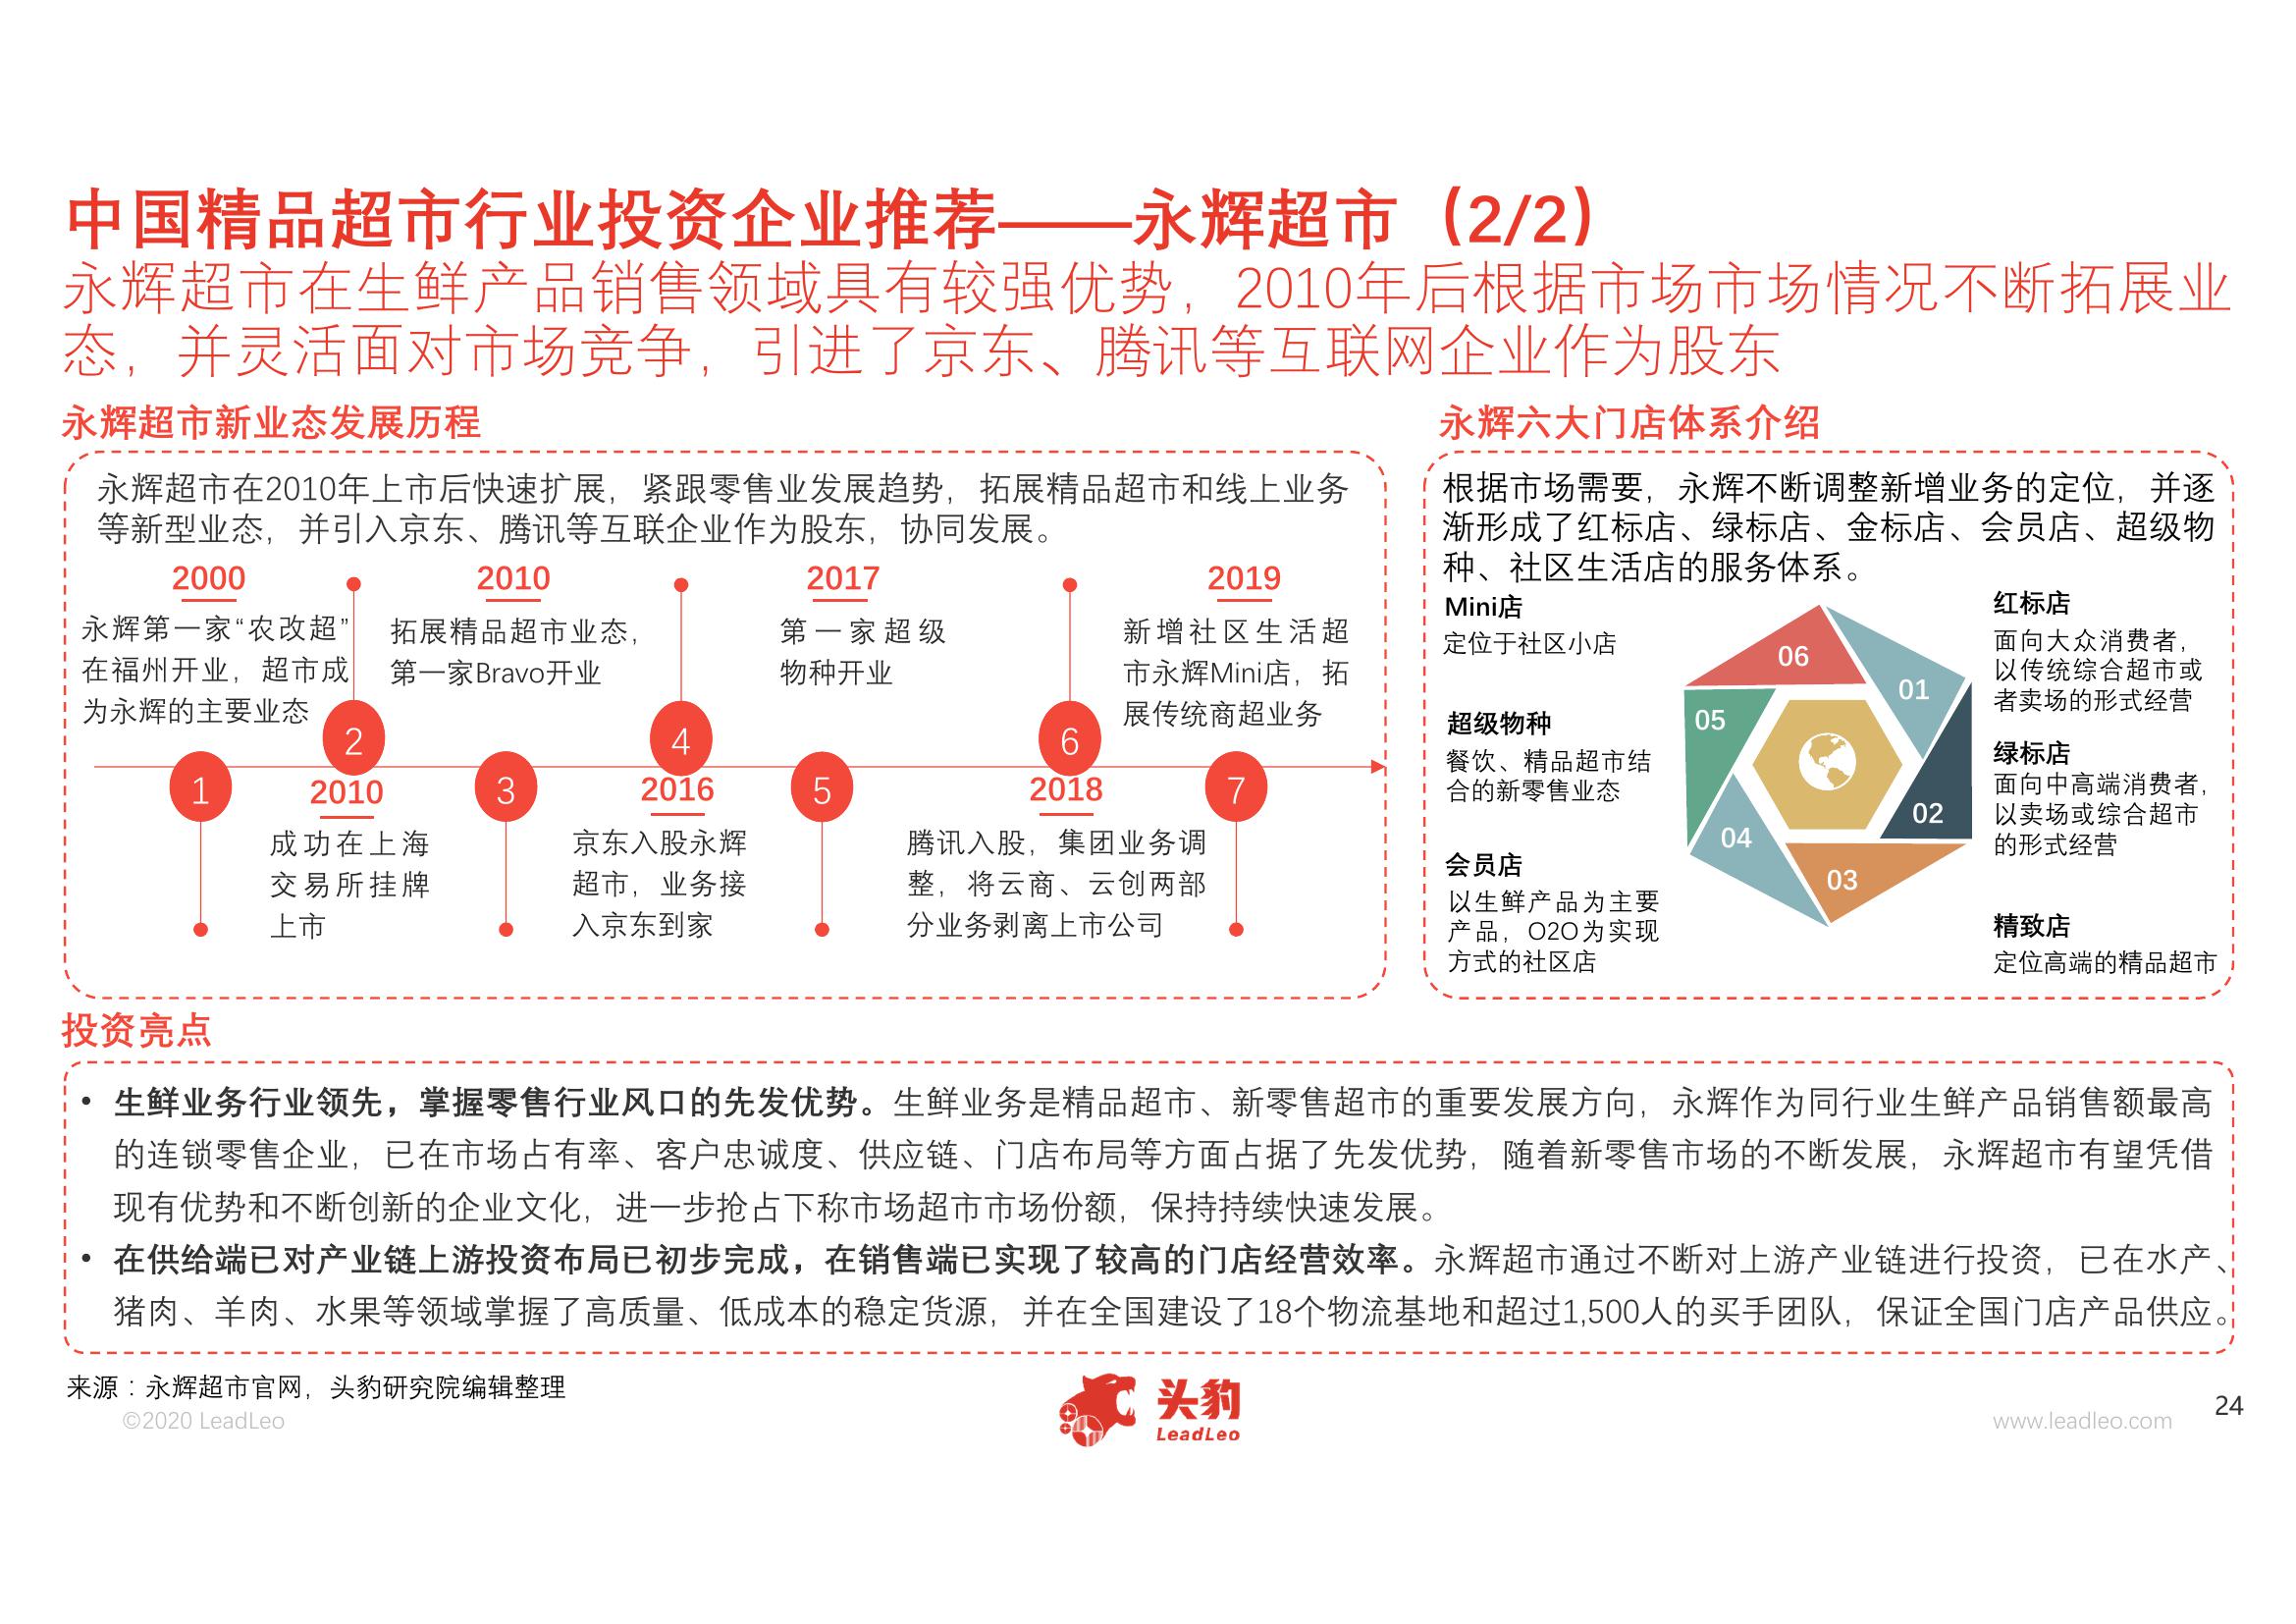 中国精品超市行业投资企业推荐——永辉超市（2/2）
永辉超市在生鲜产品销售领域具有较强优势，2010年后根据市场市场情况不断拓展业
态，并灵活面对市场竞争，引进了京东、腾讯等互联网企业作为股东
永辉超市新业态发展历程
永辉超市在2010年上市后快速扩展，紧跟零售业发展趋势，拓展精品超市和线上业务
等新型业态，并引入京东、腾讯等互联企业作为股东，协同发展。
2000
永辉第一家“农改超”
在福州开业，超市成
为永辉的主要业态
2010
拓展精品超市业态，
第一家Bravo开业
2017
第一家超级
物种开业
2019
新增社区生活超
市永辉Mini店，拓
展传统商超业务
1
2
3
4
5
6
7
2010
成功在上海
交易所挂牌
上市
2016
京东入股永辉
超市，业务接
入京东到家
2018
腾讯入股，集团业务调
整，将云商、云创两部
分业务剥离上市公司
永辉六大门店体系介绍
根据市场需要，永辉不断调整新增业务的定位，并逐
渐形成了红标店、绿标店、金标店、会员店、超级物
种、社区生活店的服务体系。
Mini店
定位于社区小店
超级物种
餐饮、精品超市结
合的新零售业态
会员店
以生鲜产品为主要
产品，O2O为实现
方式的社区店
06
01
05
02
04
03
红标店
面向大众消费者，
以传统综合超市或
者卖场的形式经营
绿标店
面向中高端消费者，
以卖场或综合超市
的形式经营
精致店
定位高端的精品超市
投资亮点
• 生鲜业务行业领先，掌握零售行业风口的先发优势。生鲜业务是精品超市、新零售超市的重要发展方向，永辉作为同行业生鲜产品销售额最高
的连锁零售企业，已在市场占有率、客户忠诚度、供应链、门店布局等方面占据了先发优势，随着新零售市场的不断发展，永辉超市有望凭借
现有优势和不断创新的企业文化，进一步抢占下称市场超市市场份额，保持持续快速发展。
• 在供给端已对产业链上游投资布局已初步完成，在销售端已实现了较高的门店经营效率。永辉超市通过不断对上游产业链进行投资，已在水产、
猪肉、羊肉、水果等领域掌握了高质量、低成本的稳定货源，并在全国建设了18个物流基地和超过1,500人的买手团队，保证全国门店产品供应。
来源：永辉超市官网，头豹研究院编辑整理
©2020 LeadLeo
头豹
LeadLeo
www.leadleo.com
24